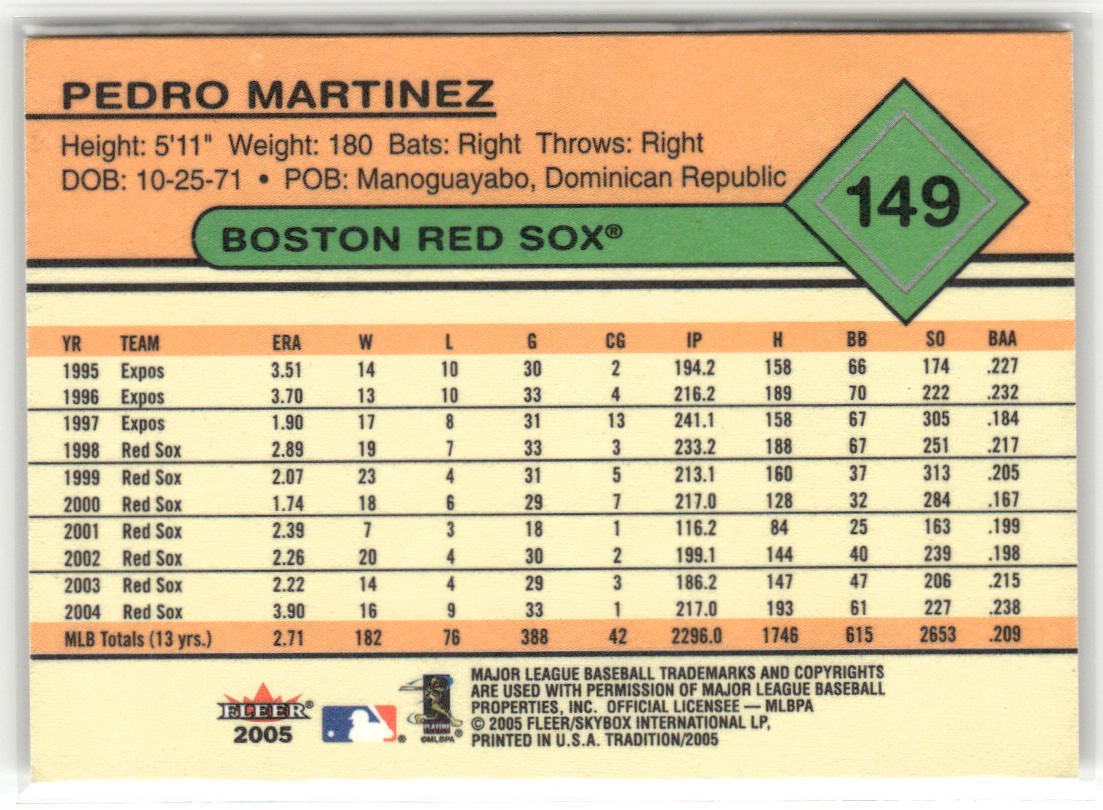 PEDRO MARTINEZ
Height: 5'11" Weight: 180 Bats: Right Throws: Right
DOB: 10-25-71 • POB: Manoguayabo, Dominican Republic
149
BOSTON RED SOX®
YR TEAM ERA W L G CG IP H BB SO BAA
1995 Expos 3.51 14 10 30 2 194.2 158 66 174 .227
1996 Expos 3.70 13 10 33 4 216.2 189 70 222 .232
1997 Expos 1.90 17 8 31 13 241.1 158 67 305 .184
1998 Red Sox 2.89 19 7 33 3 233.2 188 67 251 .217
1999 Red Sox 2.07 23 4 31 5 213.1 160 37 313 .205
2000 Red Sox 1.74 18 6 29 7 217.0 128 32 284 .167
2001 Red Sox 2.39 7 3 18 1 116.2 84 25 163 .199
2002 Red Sox 2.26 20 4 30 2 199.1 144 40 239 .198
2003 Red Sox 2.22 14 4 29 3 186.2 147 47 206 .215
2004 Red Sox 3.90 16 9 33 1 217.0 193 61 227 .238
MLB Totals (13 yrs.) 2.71 182 76 388 42 2296.0 1746 615 2653 .209
FLEER®
2005
®
PLAYERS
®
©MLBPA
MAJOR LEAGUE BASEBALL TRADEMARKS AND COPYRIGHTS
ARE USED WITH PERMISSION OF MAJOR LEAGUE BASEBALL
PROPERTIES, INC. OFFICIAL LICENSEE — MLBPA
© 2005 FLEER/SKYBOX INTERNATIONAL LP,
PRINTED IN U.S.A. TRADITION/2005